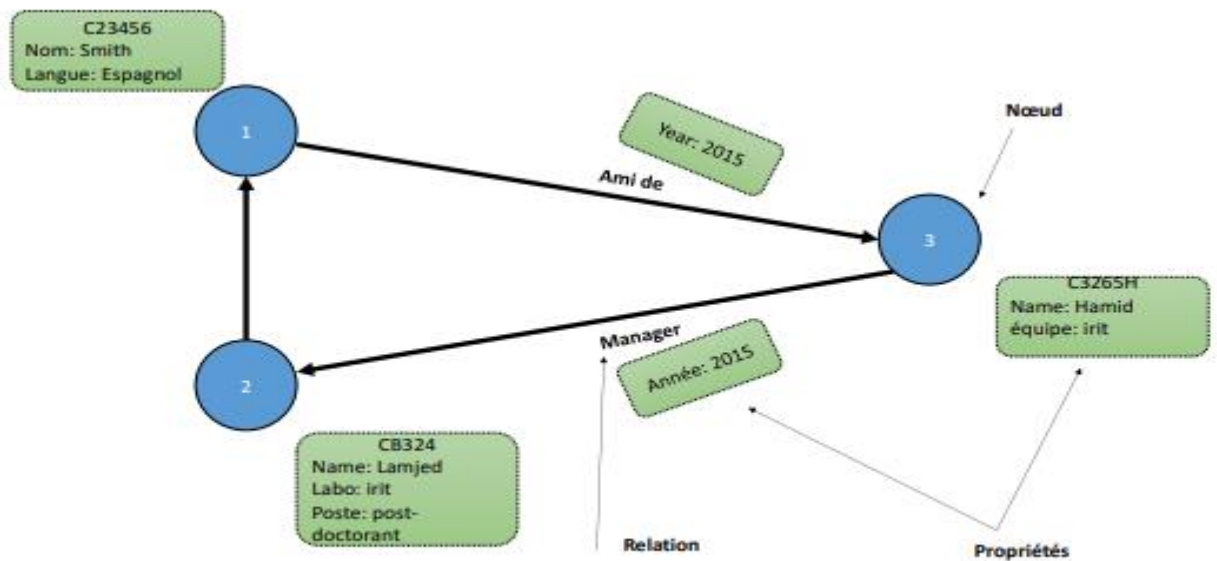 C23456
Nom: Smith
Langue: Espagnol
1
Year: 2015
Ami de
Nœud
3
C3265H
Name: Hamid
équipe: irit
Manager
Année: 2015
2
CB324
Name: Lamjed
Labo: irit
Poste: post-
doctorant
Relation
Propriétés